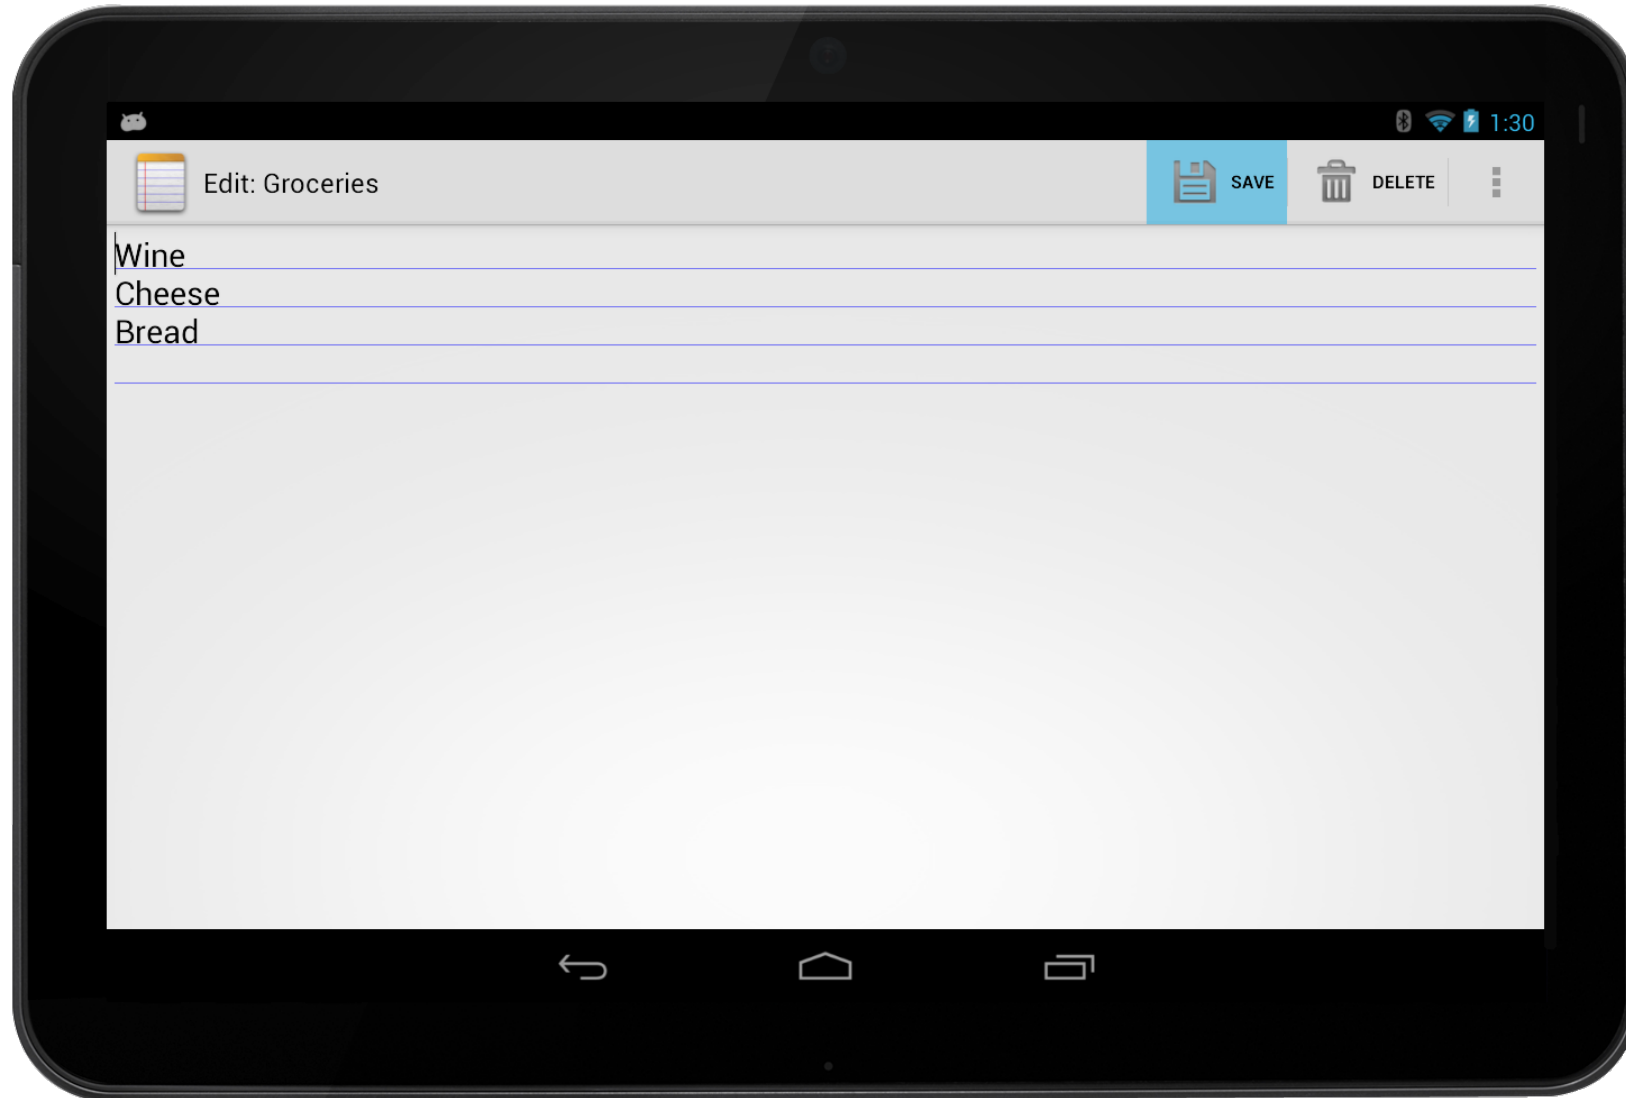 1:30
Edit: Groceries
SAVE
DELETE
Wine
Cheese
Bread